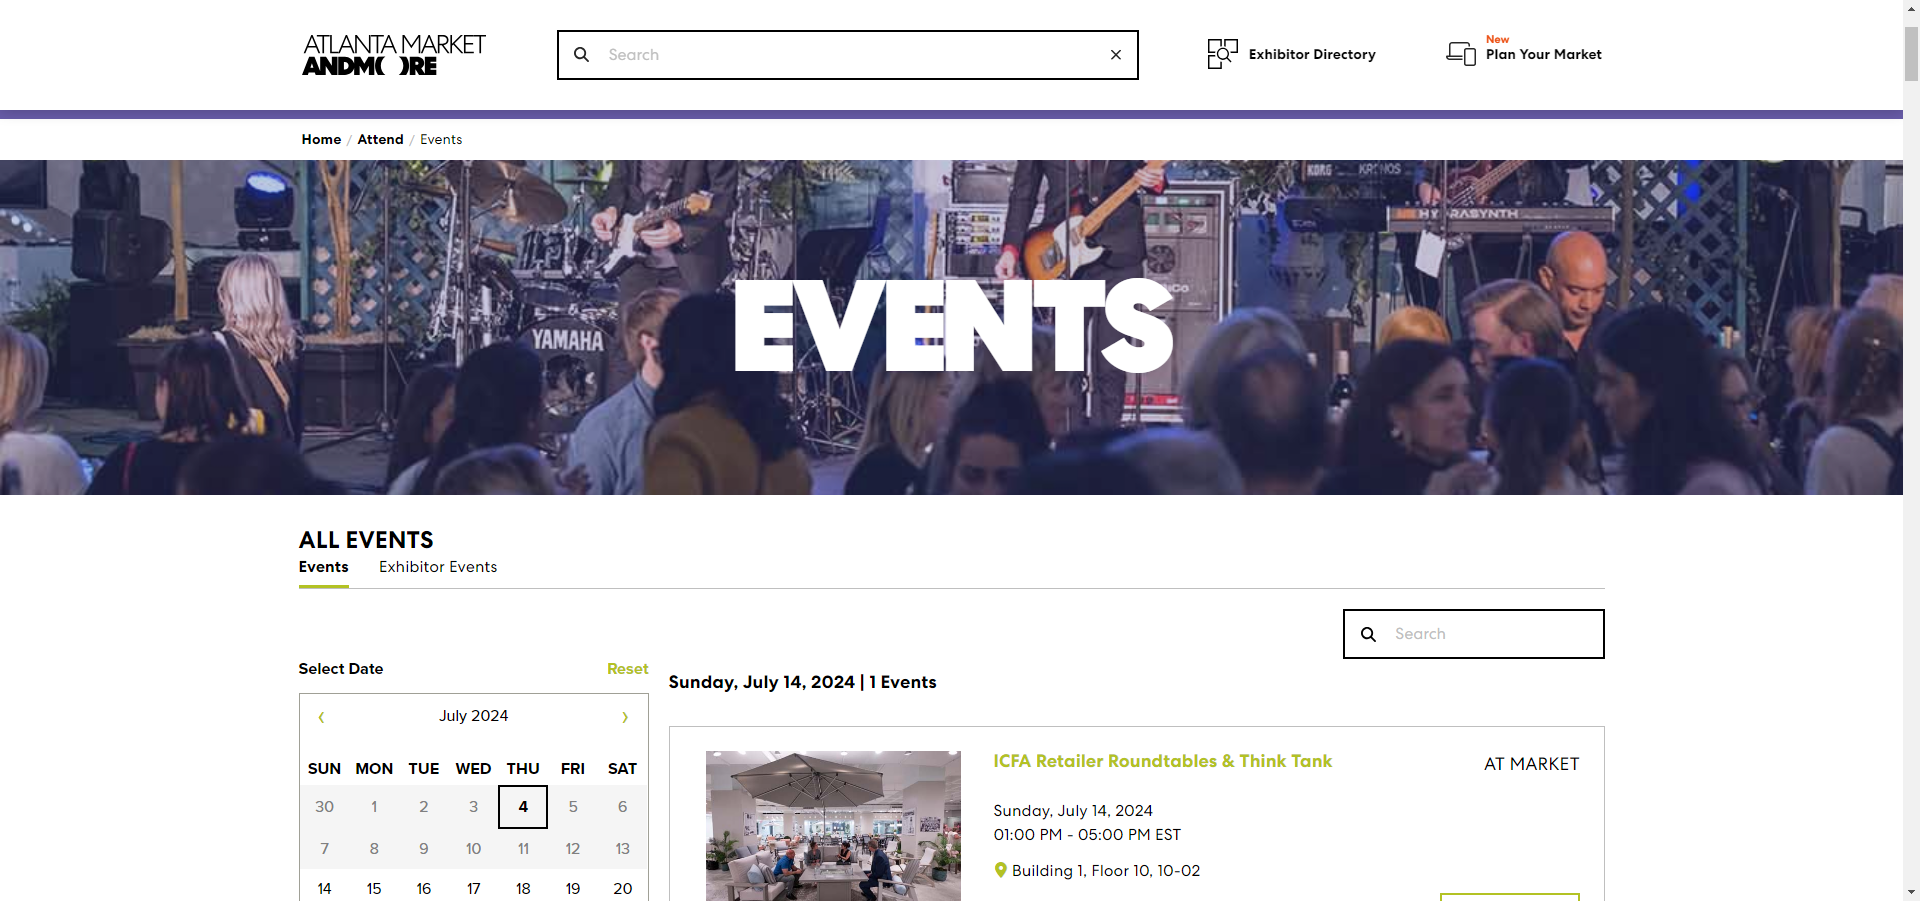 ATLANTA MARKET
ANDMORE
Search
Exhibitor Directory
New
Plan Your Market
Home / Attend / Events
KORG KRONOS
HYDRASYNTH
YAMAHA
EVENTS
ALL EVENTS
Events Exhibitor Events
Search
Select Date Reset
Sunday, July 14, 2024 | 1 Events
‹ July 2024 ›
SUN MON TUE WED THU FRI SAT
30 1 2 3 4 5 6
7 8 9 10 11 12 13
14 15 16 17 18 19 20
ICFA Retailer Roundtables & Think Tank
AT MARKET
Sunday, July 14, 2024
01:00 PM - 05:00 PM EST
Building 1, Floor 10, 10-02